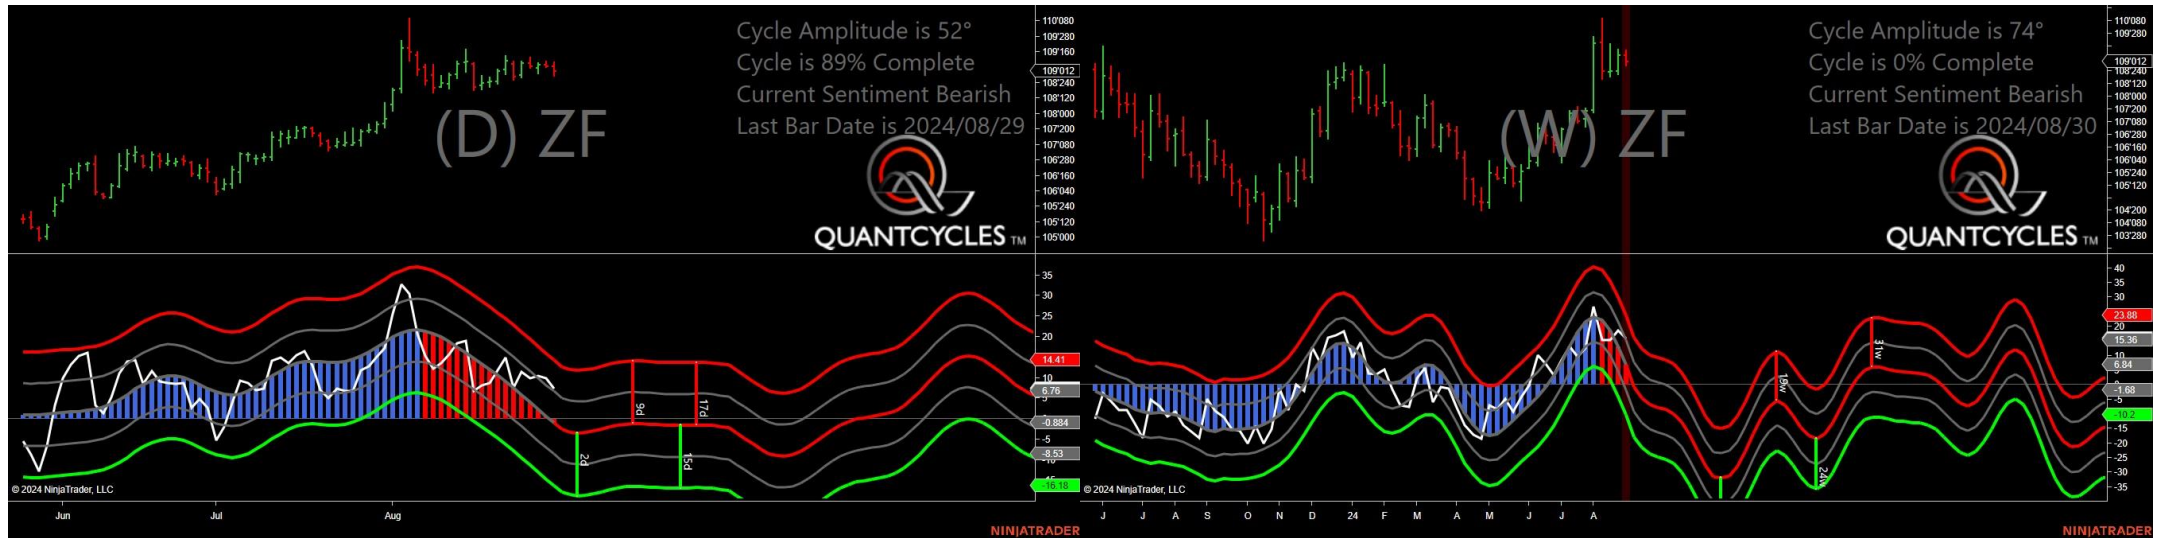 Cycle Amplitude is 52°
Cycle is 89% Complete
Current Sentiment Bearish
Last Bar Date is 2024/08/29
(D) ZF
QUANTCYCLES TM
110'080
109'280
109'160
109'012
108'240
108'120
108'000
107'200
107'080
106'280
106'160
106'040
105'240
105'120
105'000
35
30
25
20
14.41
10
6.76
5
-0.884
-5
-8.53
-16.18
9d
17d
2d
15d
© 2024 NinjaTrader, LLC
Jun
Jul
Aug
NINJATRADER
Cycle Amplitude is 74°
Cycle is 0% Complete
Current Sentiment Bearish
Last Bar Date is 2024/08/30
(W) ZF
QUANTCYCLES TM
110'080
109'280
109'012
108'240
108'120
108'000
107'200
107'080
106'280
106'160
106'040
105'240
105'120
104'200
104'080
103'280
40
35
30
23.88
20
15.36
10
6.84
-1.68
-5
-10.2
-15
-20
-25
-30
-35
19w
31w
24w
© 2024 NinjaTrader, LLC
J
J
A
S
O
N
D
24
F
M
A
M
J
J
A
NINJATRADER